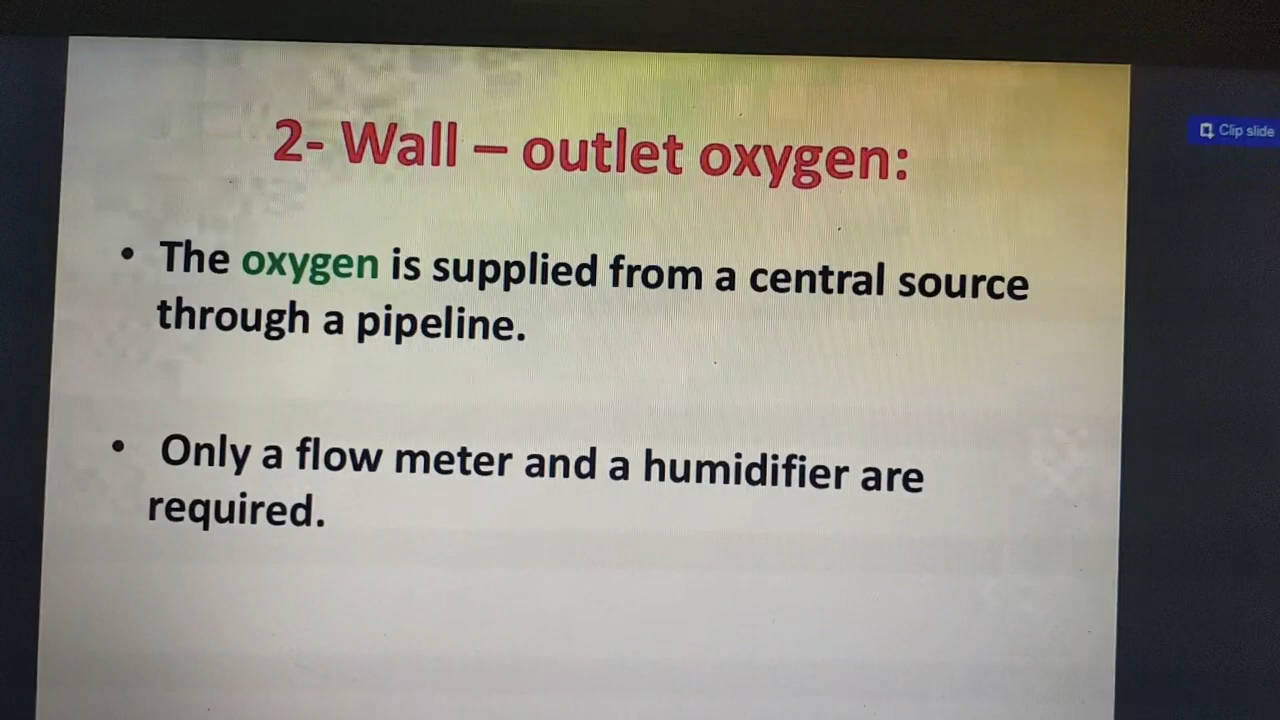 2- Wall – outlet oxygen:
• The oxygen is supplied from a central source
through a pipeline.
• Only a flow meter and a humidifier are
required.
Clip slide